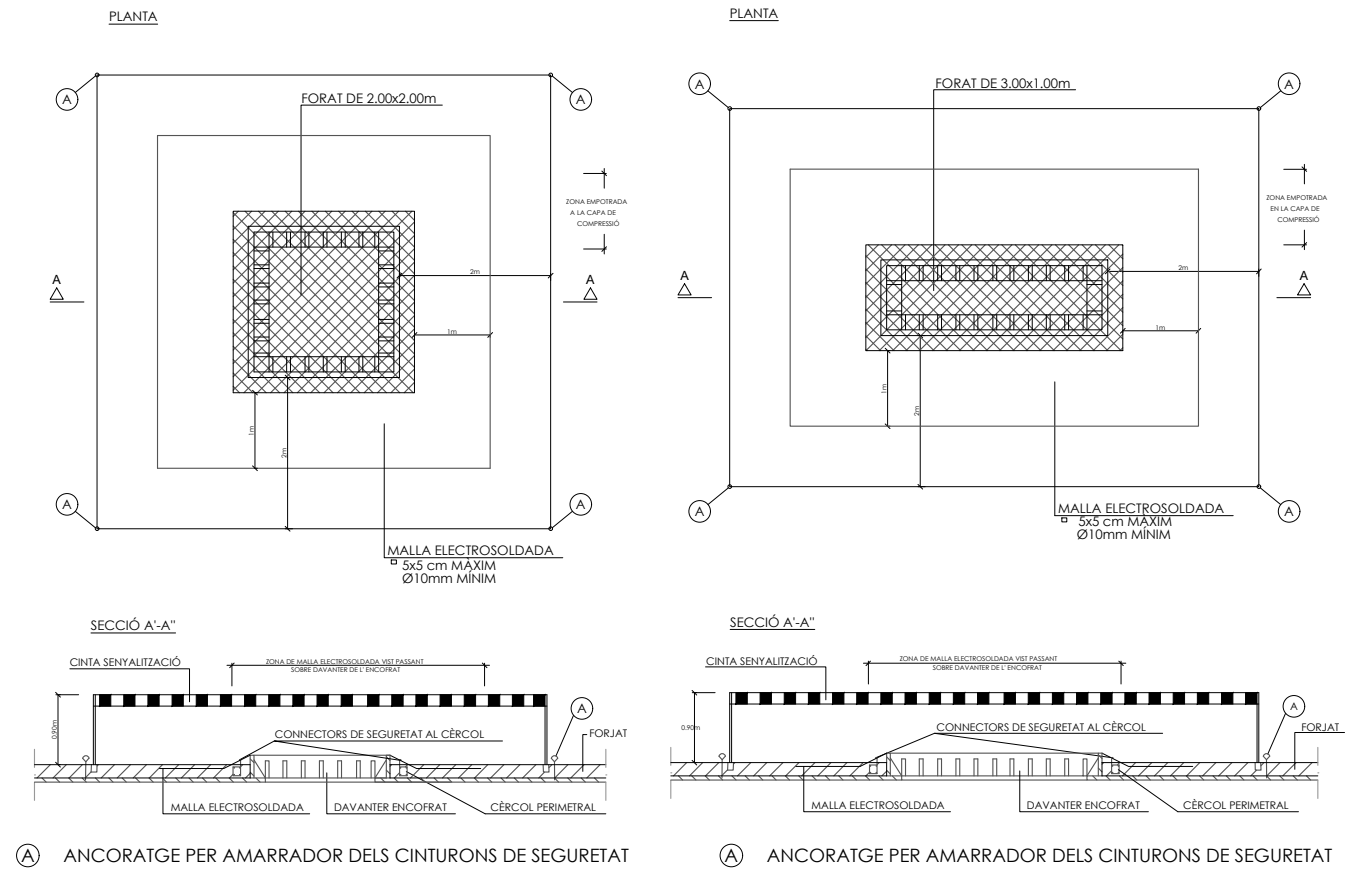 PLANTA
A
A
FORAT DE 2.00x2.00m
ZONA EMPOTRADA
A LA CAPA DE
COMPRESSIÓ
2m
A
A
1m
1m
2m
A
A
MALLA ELECTROSOLDADA
5x5 cm MÀXIM
Ø10mm MÍNIM
SECCIÓ A'-A"
CINTA SENYALITZACIÓ
ZONA DE MALLA ELECTROSOLDADA VIST PASSANT
SOBRE DAVANTER DE L' ENCOFRAT
0.90m
A
CONNECTORS DE SEGURETAT AL CÈRCOL
FORJAT
MALLA ELECTROSOLDADA
DAVANTER ENCOFRAT
CÈRCOL PERIMETRAL
A ANCORATGE PER AMARRADOR DELS CINTURONS DE SEGURETAT
PLANTA
A
A
FORAT DE 3.00x1.00m
ZONA EMPOTRADA
EN LA CAPA DE
COMPRESSIÓ
2m
A
A
1m
1m
2m
A
A
MALLA ELECTROSOLDADA
5x5 cm MÀXIM
Ø10mm MÍNIM
SECCIÓ A'-A"
CINTA SENYALITZACIÓ
ZONA DE MALLA ELECTROSOLDADA VIST PASSANT
SOBRE DAVANTER DE L' ENCOFRAT
0.90m
A
CONNECTORS DE SEGURETAT AL CÈRCOL
FORJAT
MALLA ELECTROSOLDADA
DAVANTER ENCOFRAT
CÈRCOL PERIMETRAL
A ANCORATGE PER AMARRADOR DELS CINTURONS DE SEGURETAT